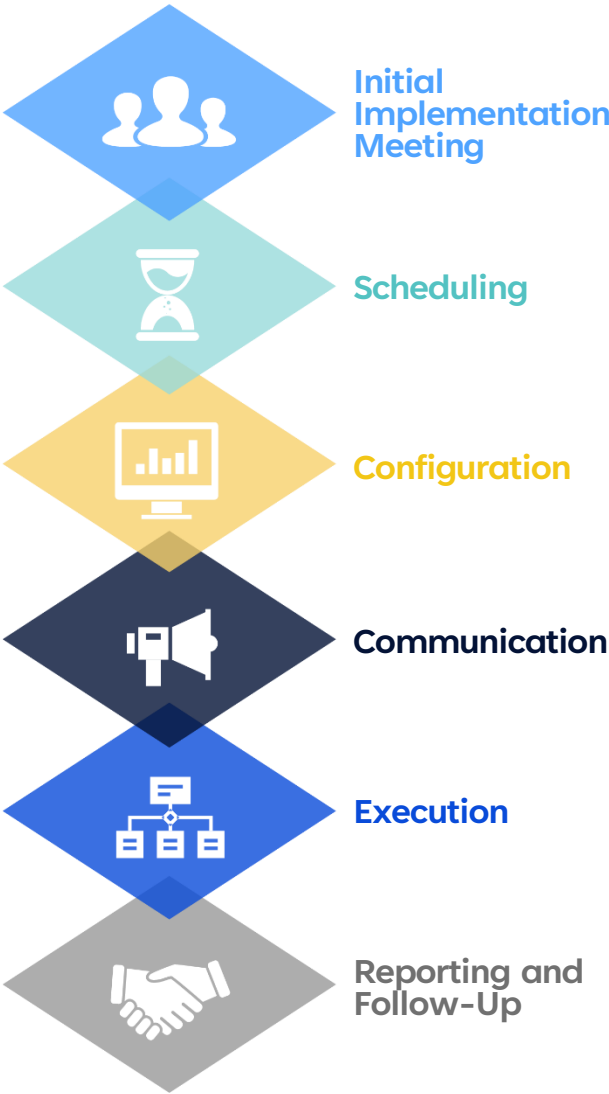 Initial
Implementation
Meeting
Scheduling
Configuration
Communication
Execution
Reporting and
Follow-Up